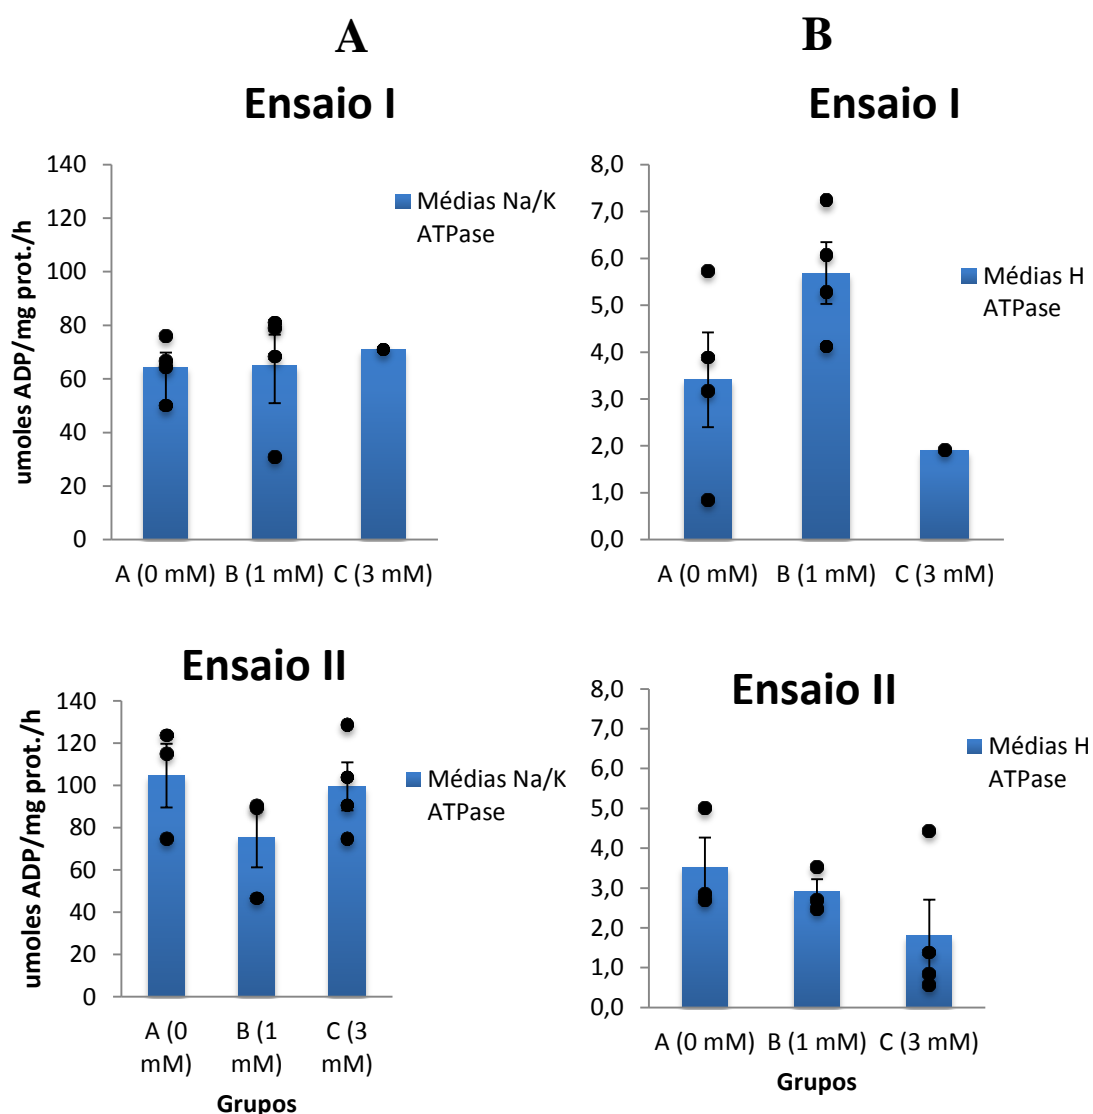 A
B
Ensaio I
Ensaio I
umoles ADP/mg prot./h
140
120
100
80
60
40
20
0
A (0 mM) B (1 mM) C (3 mM)
Médias Na/K
ATPase
8,0
7,0
6,0
5,0
4,0
3,0
2,0
1,0
0,0
A (0 mM) B (1 mM) C (3 mM)
Médias H
ATPase
Ensaio II
umoles ADP/mg prot./h
140
120
100
80
60
40
20
0
A (0
mM)
B (1
mM)
C (3
mM)
Grupos
Médias Na/K
ATPase
Ensaio II
8,0
7,0
6,0
5,0
4,0
3,0
2,0
1,0
0,0
A (0 mM) B (1 mM) C (3 mM)
Grupos
Médias H
ATPase